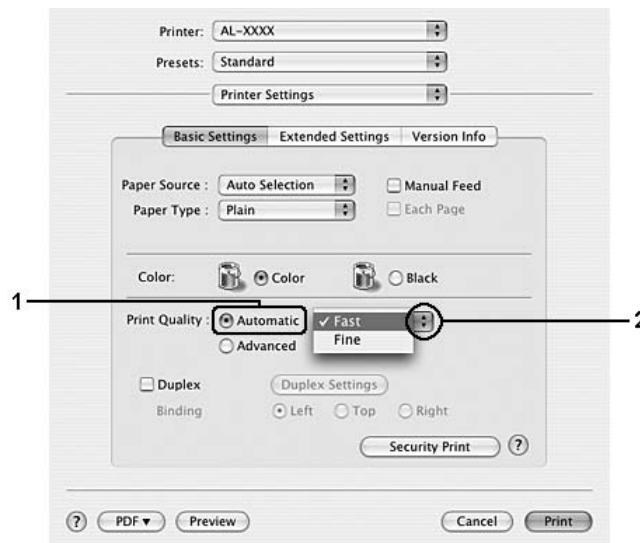 Printer: AL-XXXX
Presets: Standard
Printer Settings
Basic Settings Extended Settings Version Info
Paper Source : Auto Selection Manual Feed
Paper Type : Plain Each Page
Color: Color Black
1
Print Quality : Automatic ✓ Fast 2
Advanced Fine
Duplex Duplex Settings
Binding Left Top Right
Security Print ?
? PDF▼ Preview Cancel Print